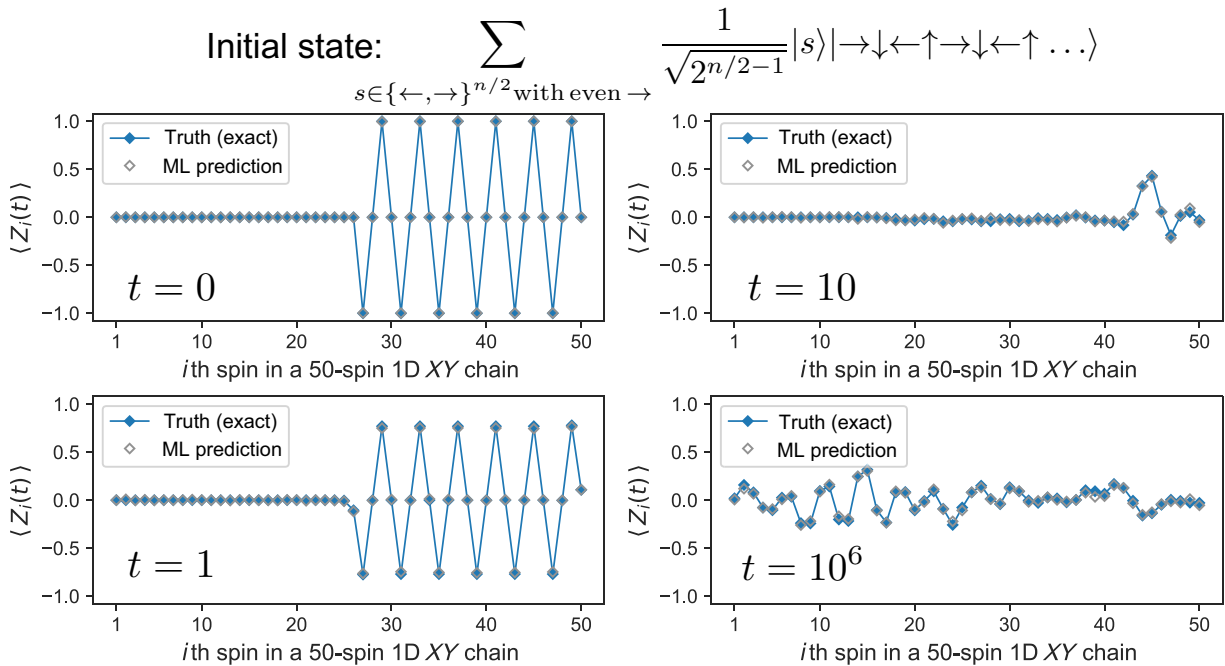 Initial state: ∑ 1/√2^{n/2−1} |s⟩|→↓←↑→↓←↑ …⟩
s∈{←,→}^{n/2} with even →
1.0
0.5
0.0
−0.5
−1.0
⟨Z_i(t)⟩
Truth (exact)
ML prediction
t = 0
1 10 20 30 40 50
ith spin in a 50-spin 1D XY chain
1.0
0.5
0.0
−0.5
−1.0
⟨Z_i(t)⟩
Truth (exact)
ML prediction
t = 10
1 10 20 30 40 50
ith spin in a 50-spin 1D XY chain
1.0
0.5
0.0
−0.5
−1.0
⟨Z_i(t)⟩
Truth (exact)
ML prediction
t = 1
1 10 20 30 40 50
ith spin in a 50-spin 1D XY chain
1.0
0.5
0.0
−0.5
−1.0
⟨Z_i(t)⟩
Truth (exact)
ML prediction
t = 10^6
1 10 20 30 40 50
ith spin in a 50-spin 1D XY chain